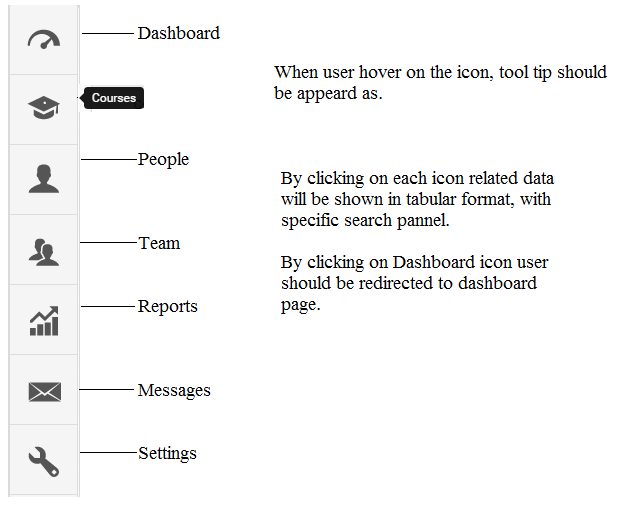 Dashboard
When user hover on the icon, tool tip should
be appeard as.
Courses
People
By clicking on each icon related data
will be shown in tabular format, with
specific search pannel.
Team
By clicking on Dashboard icon user
should be redirected to dashboard
page.
Reports
Messages
Settings